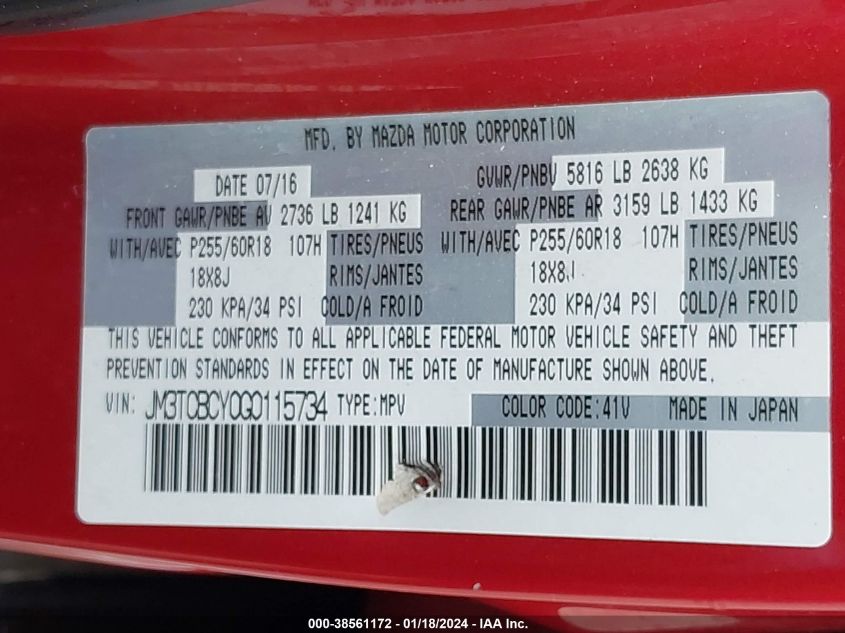 MFD. BY MAZDA MOTOR CORPORATION
DATE 07/16 GVWR/PNBV 5816 LB 2638 KG
FRONT GAWR/PNBE AV 2736 LB 1241 KG REAR GAWR/PNBE AR 3159 LB 1433 KG
WITH/AVEC P255/60R18 107H TIRES/PNEUS WITH/AVEC P255/60R18 107H TIRES/PNEUS
18X8J RIMS/JANTES 18X8J RIMS/JANTES
230 KPA/34 PSI COLD/A FROID 230 KPA/34 PSI COLD/A FROID
THIS VEHICLE CONFORMS TO ALL APPLICABLE FEDERAL MOTOR VEHICLE SAFETY AND THEFT
PREVENTION STANDARDS IN EFFECT ON THE DATE OF MANUFACTURE SHOWN ABOVE.
VIN: JM3TCBCY0G0115734 TYPE:MPV COLOR CODE:41V MADE IN JAPAN
000-38561172 - 01/18/2024 - IAA Inc.